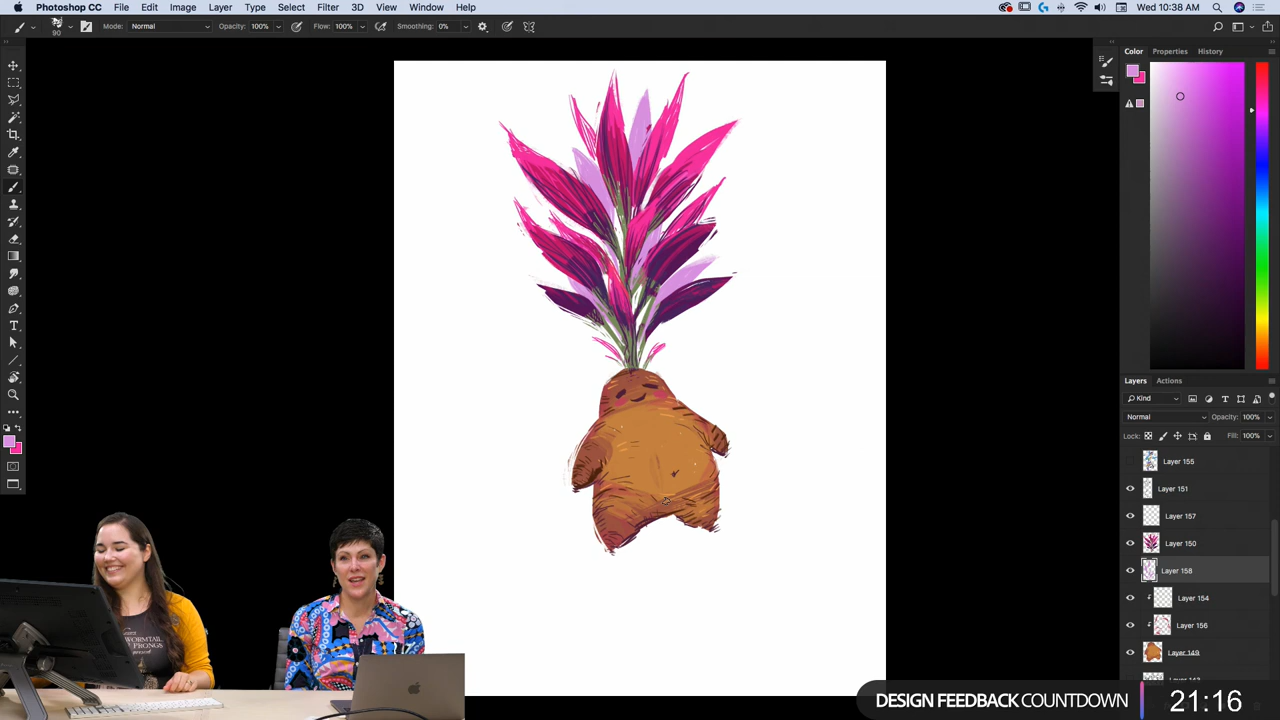 Photoshop CC File Edit Image Layer Type Select Filter 3D View Window Help Wed 10:38 AM
90 Mode: Normal Opacity: 100% Flow: 100% Smoothing: 0%
Color Properties History
Layers Actions
Kind
Normal Opacity: 100%
Lock: Fill: 100%
Layer 155
Layer 151
Layer 157
Layer 150
Layer 158
Layer 154
Layer 156
Layer 149
WORMTAIL
PRONGS
DESIGN FEEDBACK COUNTDOWN 21:16